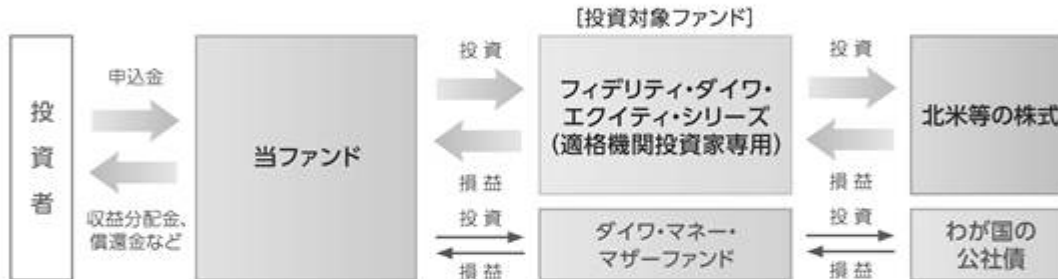 [投資対象ファンド]
投資者
申込金
収益分配金、
償還金など
当ファンド
投資
損益
投資
損益
フィデリティ・ダイワ・
エクイティ・シリーズ
(適格機関投資家専用)
ダイワ・マネー・
マザーファンド
投資
損益
投資
損益
北米等の株式
わが国の
公社債